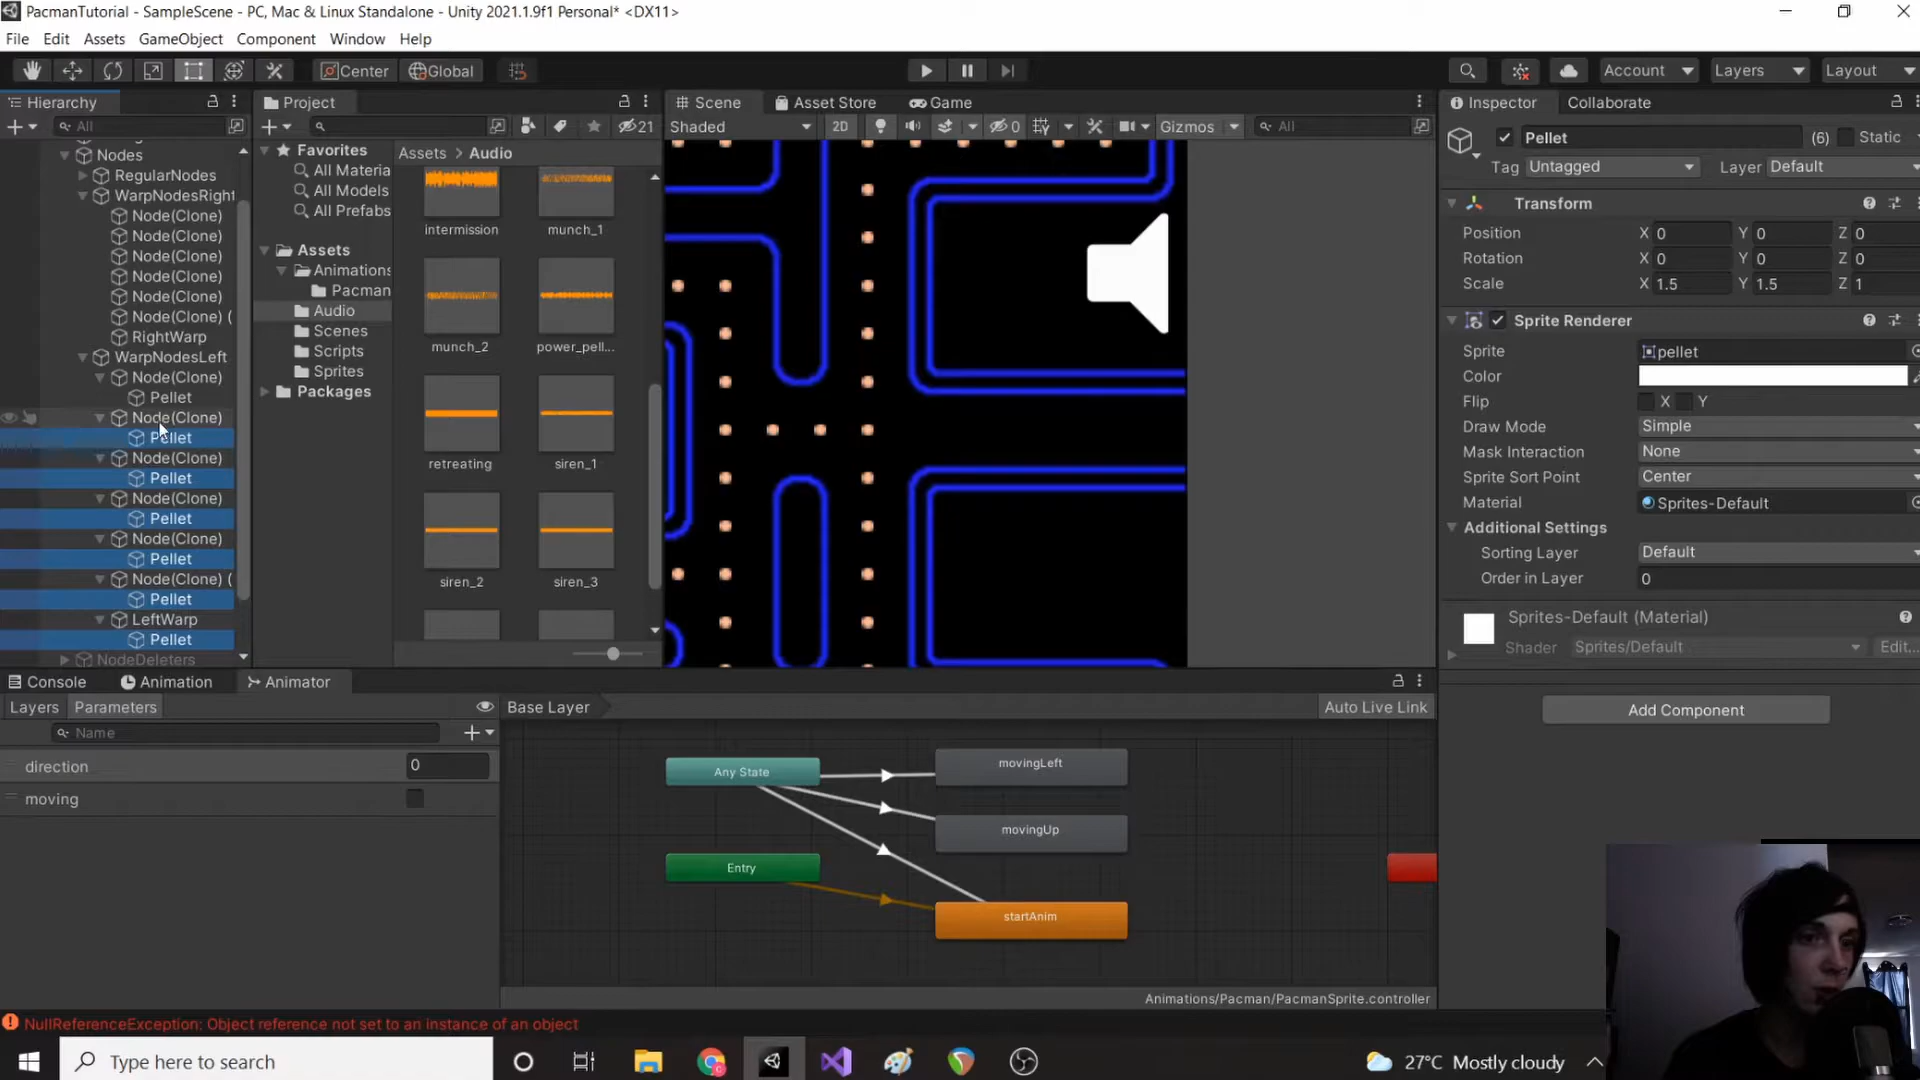 PacmanTutorial - SampleScene - PC, Mac & Linux Standalone - Unity 2021.1.9f1 Personal* <DX11>
File Edit Assets GameObject Component Window Help
Center Global Account Layers Layout
Hierarchy
All
Nodes
RegularNodes
WarpNodesRight
Node(Clone)
Node(Clone)
Node(Clone)
Node(Clone)
Node(Clone)
Node(Clone) (
RightWarp
WarpNodesLeft
Node(Clone)
Pellet
Node(Clone)
Pellet
Node(Clone)
Pellet
Node(Clone)
Pellet
Node(Clone)
Pellet
Node(Clone) (
Pellet
LeftWarp
Pellet
NodeDeleters
Project
21
Favorites
All Materia
All Models
All Prefabs
Assets
Animations
Pacman
Audio
Scenes
Scripts
Sprites
Packages
Assets > Audio
intermission munch_1
munch_2 power_pell...
retreating siren_1
siren_2 siren_3
Scene Asset Store Game
Shaded 2D 0 Gizmos All
Inspector Collaborate
Pellet (6) Static
Tag Untagged Layer Default
Transform
Position X 0 Y 0 Z 0
Rotation X 0 Y 0 Z 0
Scale X 1.5 Y 1.5 Z 1
Sprite Renderer
Sprite pellet
Color
Flip X Y
Draw Mode Simple
Mask Interaction None
Sprite Sort Point Center
Material Sprites-Default
Additional Settings
Sorting Layer Default
Order in Layer 0
Sprites-Default (Material)
Shader Sprites/Default Edit...
Add Component
Console Animation Animator
Layers Parameters
Name
direction 0
moving
Base Layer Auto Live Link
Any State
movingLeft
movingUp
Entry
startAnim
Animations/Pacman/PacmanSprite.controller
NullReferenceException: Object reference not set to an instance of an object
Type here to search
27°C Mostly cloudy